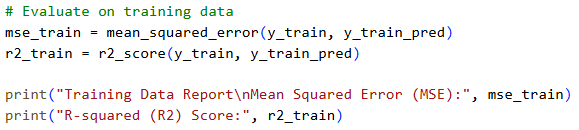 # Evaluate on training data
mse_train = mean_squared_error(y_train, y_train_pred)
r2_train = r2_score(y_train, y_train_pred)
print("Training Data Report\nMean Squared Error (MSE):", mse_train)
print("R-squared (R2) Score:", r2_train)